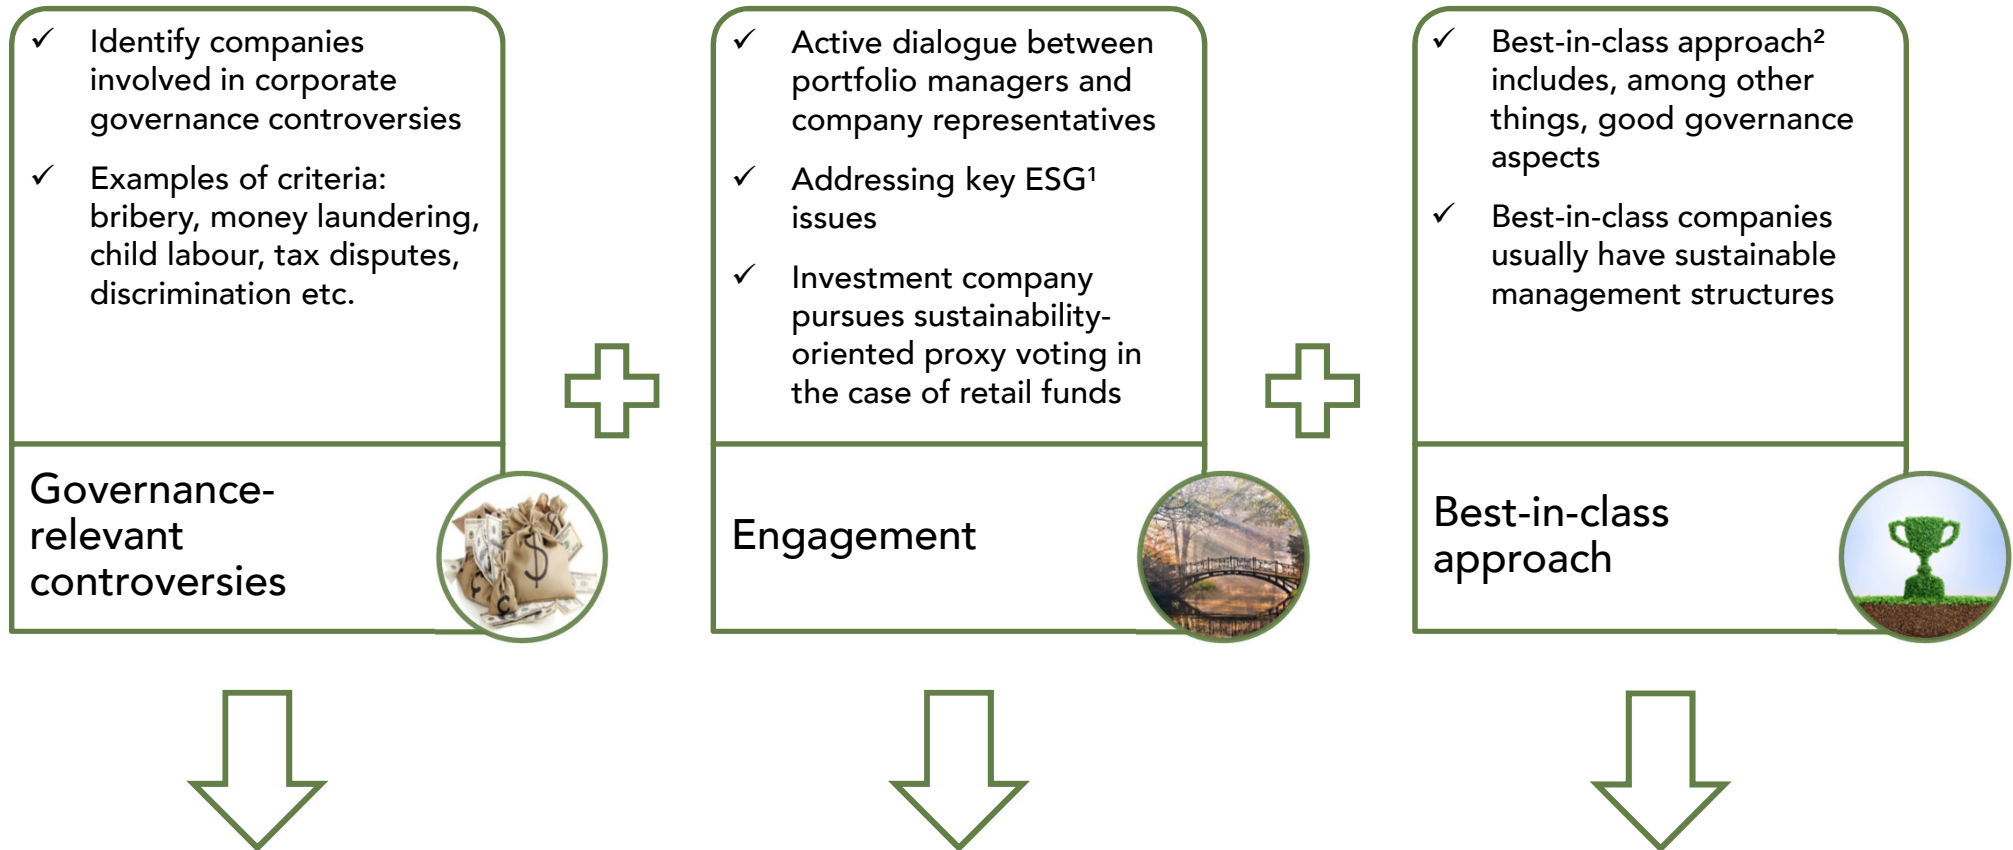 ✓ Identify companies
involved in corporate
governance controversies
✓ Examples of criteria:
bribery, money laundering,
child labour, tax disputes,
discrimination etc.
Governance-
relevant
controversies
✓ Active dialogue between
portfolio managers and
company representatives
✓ Addressing key ESG¹
issues
✓ Investment company
pursues sustainability-
oriented proxy voting in
the case of retail funds
Engagement
✓ Best-in-class approach²
includes, among other
things, good governance
aspects
✓ Best-in-class companies
usually have sustainable
management structures
Best-in-class
approach